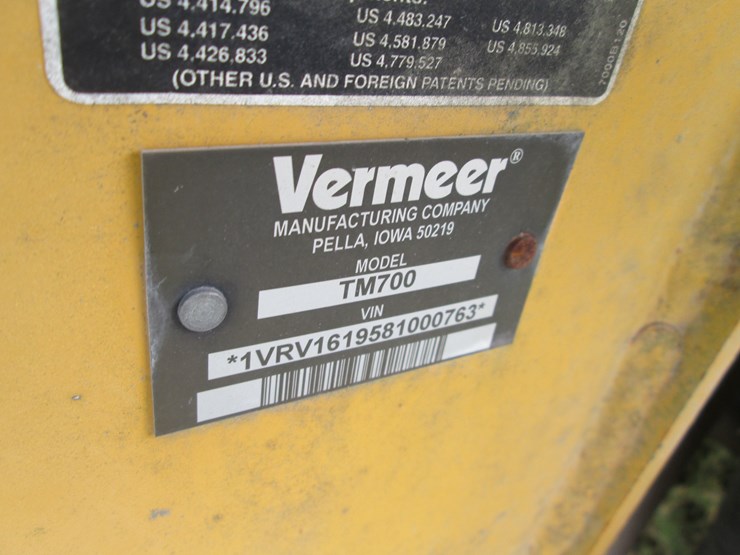 US 4,414,796
US 4,417,436
US 4,426,833
US 4,483,247
US 4,581,879
US 4,779,527
US 4,813,348
US 4,855,924
(OTHER U.S. AND FOREIGN PATENTS PENDING)
Vermeer®
MANUFACTURING COMPANY
PELLA, IOWA 50219
MODEL
TM700
VIN
*1VRV1619581000763*